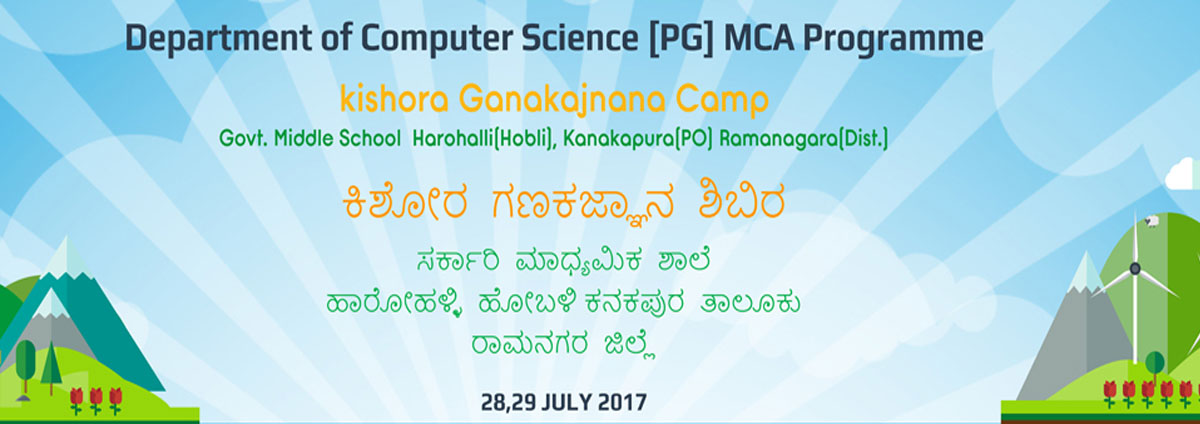 Department of Computer Science [PG] MCA Programme
kishora Ganakajnana Camp
Govt. Middle School Harohalli(Hobli), Kanakapura(PO) Ramanagara(Dist.)
ಕಿಶೋರ ಗಣಕಜ್ಞಾನ ಶಿಬಿರ
ಸರ್ಕಾರಿ ಮಾಧ್ಯಮಿಕ ಶಾಲೆ
ಹಾರೋಹಳ್ಳಿ ಹೋಬಳಿ ಕನಕಪುರ ತಾಲೂಕು
ರಾಮನಗರ ಜಿಲ್ಲೆ
28,29 JULY 2017